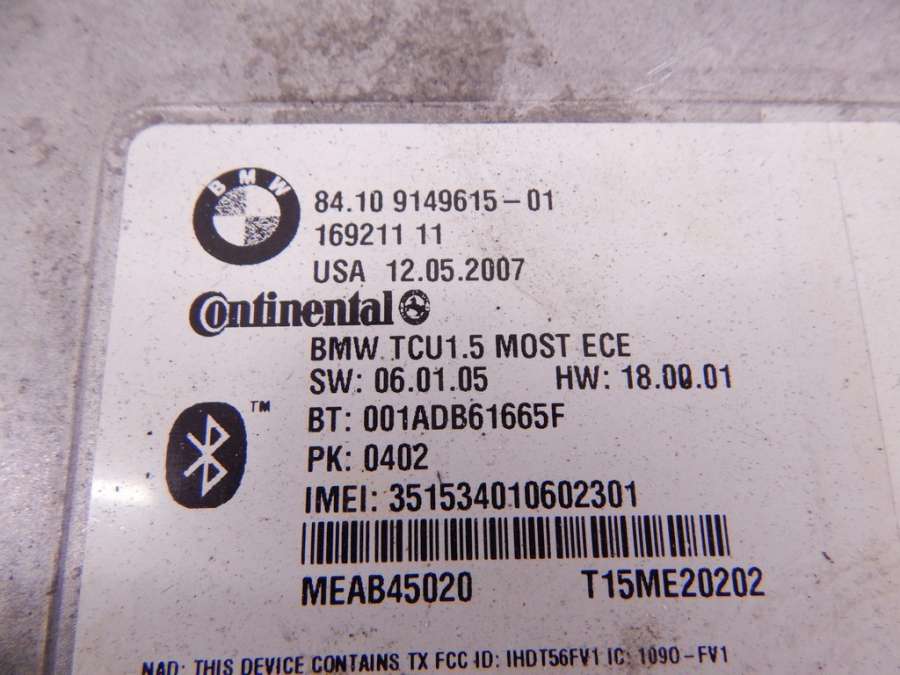 BMW
84.10 9149615-01
169211 11
USA 12.05.2007
Continental
BMW TCU1.5 MOST ECE
SW: 06.01.05 HW: 18.00.01
TM
BT: 001ADB61665F
PK: 0402
IMEI: 351534010602301
MEAB45020 T15ME20202
NAD: THIS DEVICE CONTAINS TX FCC ID: IHDT56FV1 IC: 1090-FV1